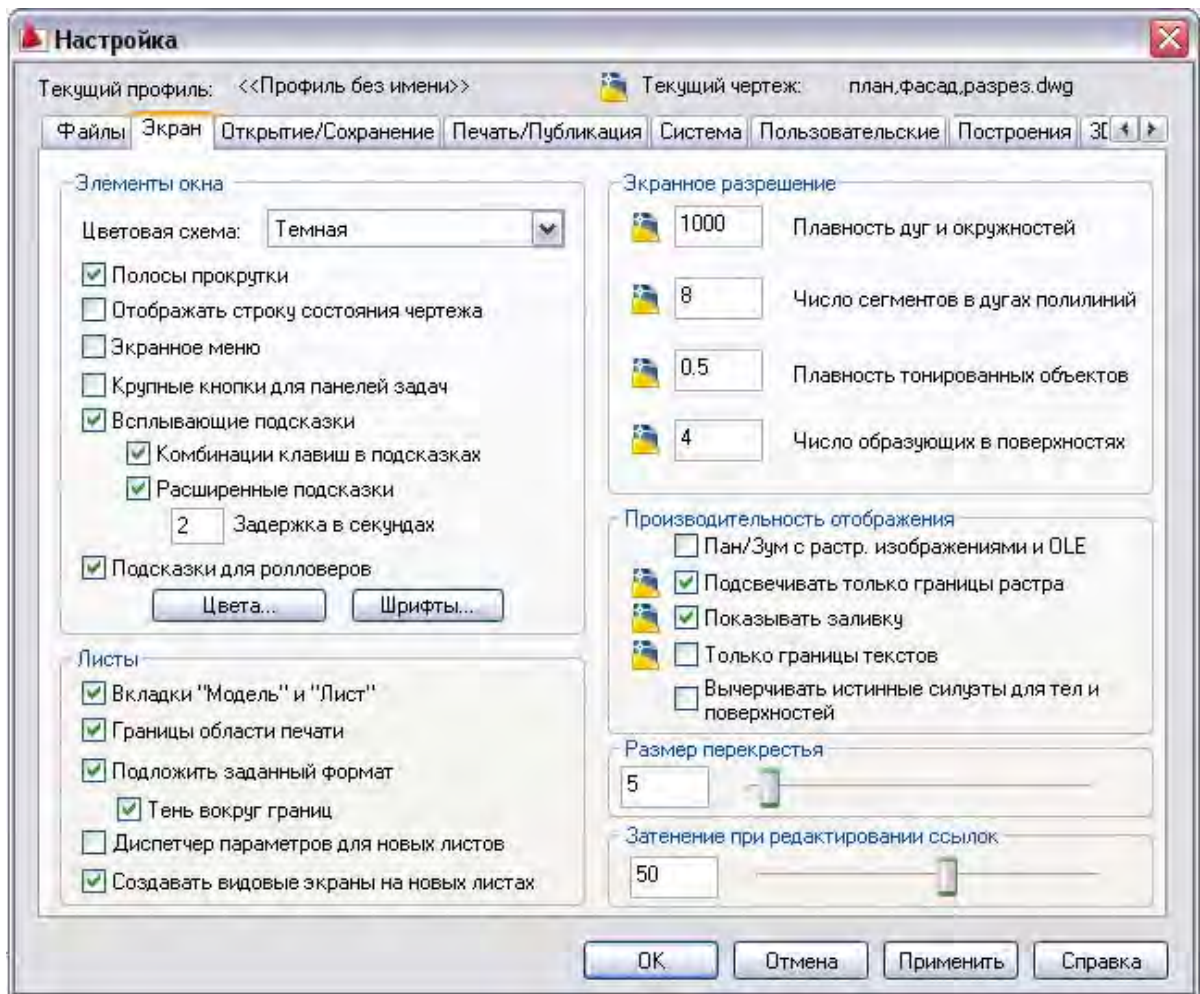 Настройка
Текущий профиль: <<Профиль без имени>> Текущий чертеж: план,фасад,разрез.dwg
Файлы Экран Открытие/Сохранение Печать/Публикация Система Пользовательские Построения 3D
Элементы окна
Цветовая схема: Темная
Полосы прокрутки
Отображать строку состояния чертежа
Экранное меню
Крупные кнопки для панелей задач
Всплывающие подсказки
Комбинации клавиш в подсказках
Расширенные подсказки
2 Задержка в секундах
Подсказки для ролловеров
Цвета... Шрифты...
Листы
Вкладки "Модель" и "Лист"
Границы области печати
Подложить заданный формат
Тень вокруг границ
Диспетчер параметров для новых листов
Создавать видовые экраны на новых листах
Экранное разрешение
1000 Плавность дуг и окружностей
8 Число сегментов в дугах полилиний
0.5 Плавность тонированных объектов
4 Число образующих в поверхностях
Производительность отображения
Пан/Зум с растр. изображениями и OLE
Подсвечивать только границы растра
Показывать заливку
Только границы текстов
Вычерчивать истинные силуэты для тел и
поверхностей
Размер перекрестья
5
Затенение при редактировании ссылок
50
OK Отмена Применить Справка